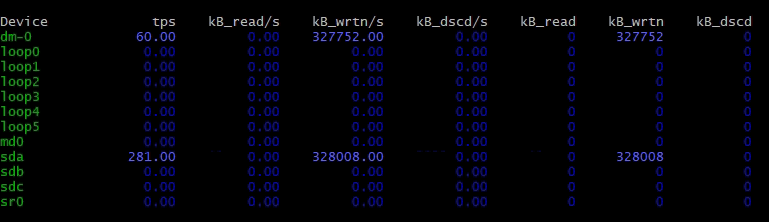 Device tps kB_read/s kB_wrtn/s kB_dscd/s kB_read kB_wrtn kB_dscd
dm-0 60.00 0.00 327752.00 0.00 0 327752 0
loop0 0.00 0.00 0.00 0.00 0 0 0
loop1 0.00 0.00 0.00 0.00 0 0 0
loop2 0.00 0.00 0.00 0.00 0 0 0
loop3 0.00 0.00 0.00 0.00 0 0 0
loop4 0.00 0.00 0.00 0.00 0 0 0
loop5 0.00 0.00 0.00 0.00 0 0 0
md0 0.00 0.00 0.00 0.00 0 0 0
sda 281.00 0.00 328008.00 0.00 0 328008 0
sdb 0.00 0.00 0.00 0.00 0 0 0
sdc 0.00 0.00 0.00 0.00 0 0 0
sr0 0.00 0.00 0.00 0.00 0 0 0